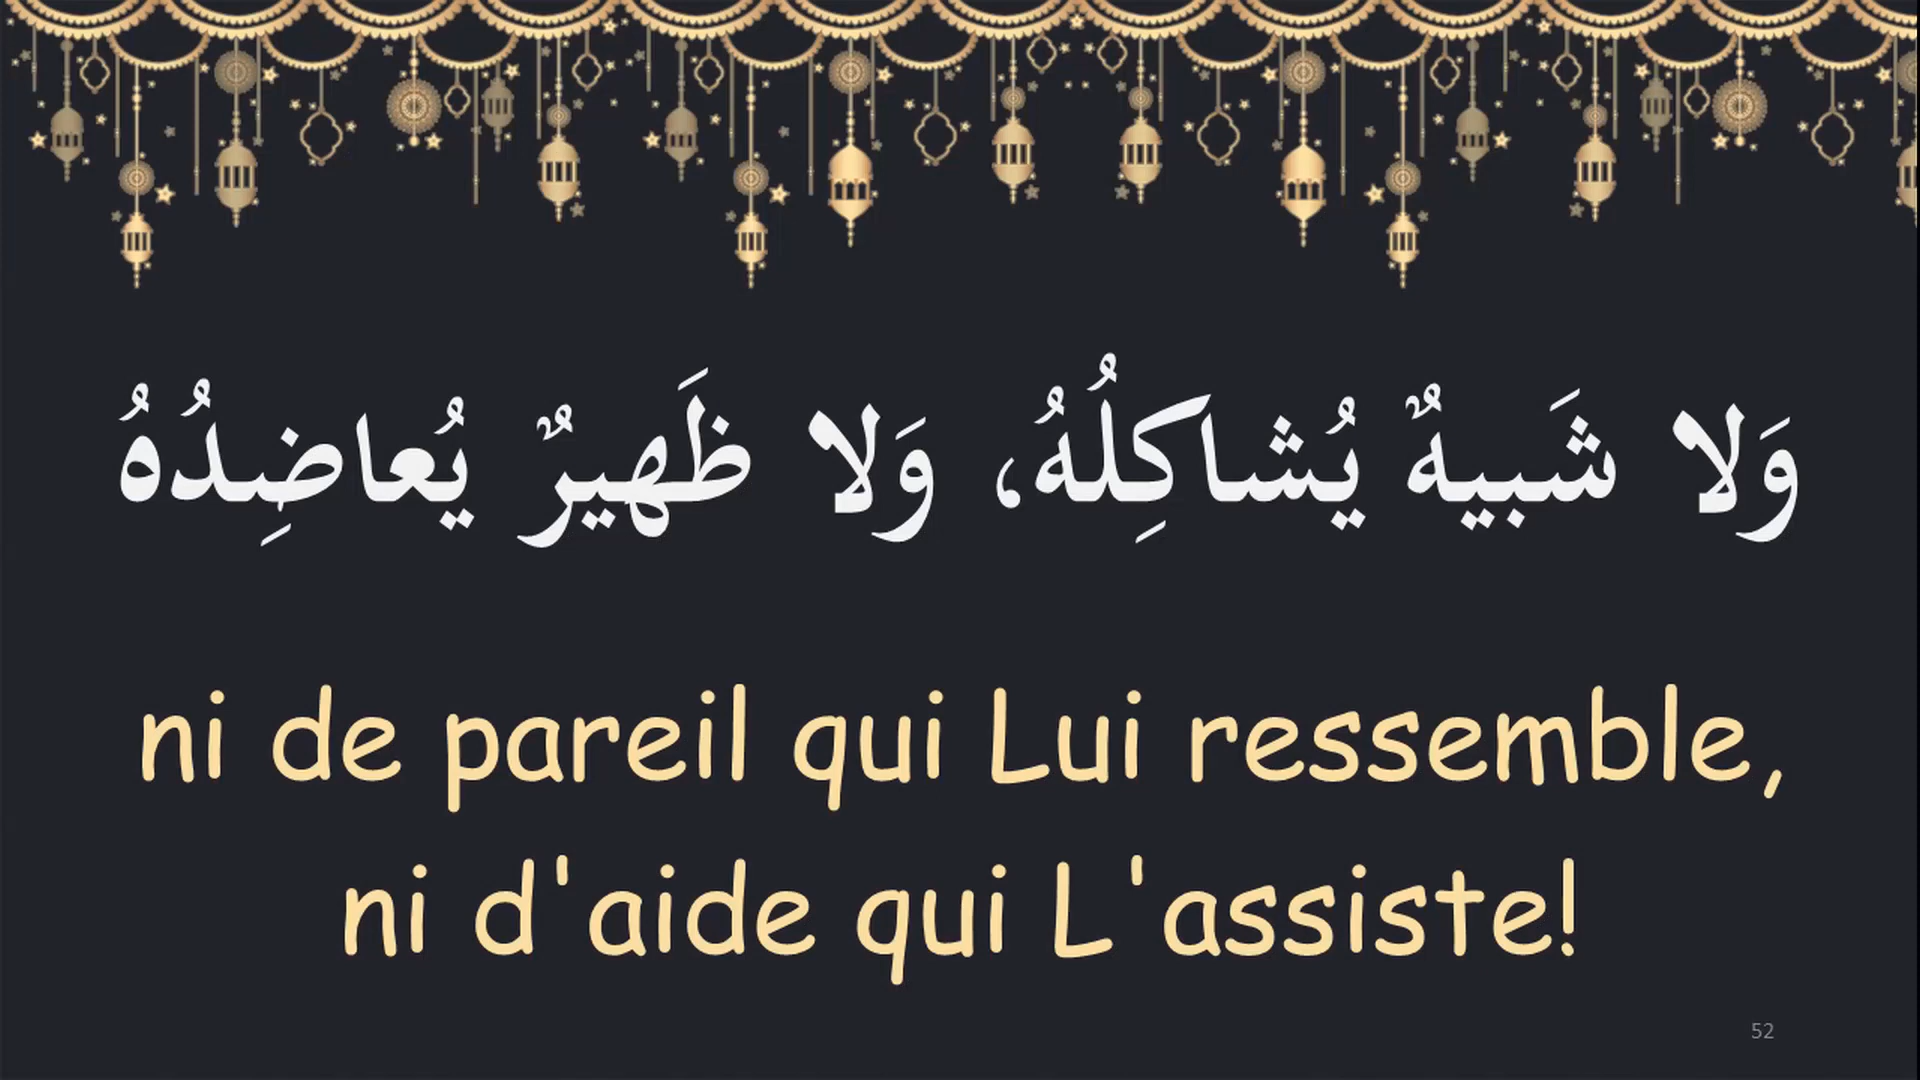 وَلا شَبيهٌ يُشاكِلُهُ، وَلا ظَهيرٌ يُعاضِدُهُ
ni de pareil qui Lui ressemble,
ni d'aide qui L'assiste!
52